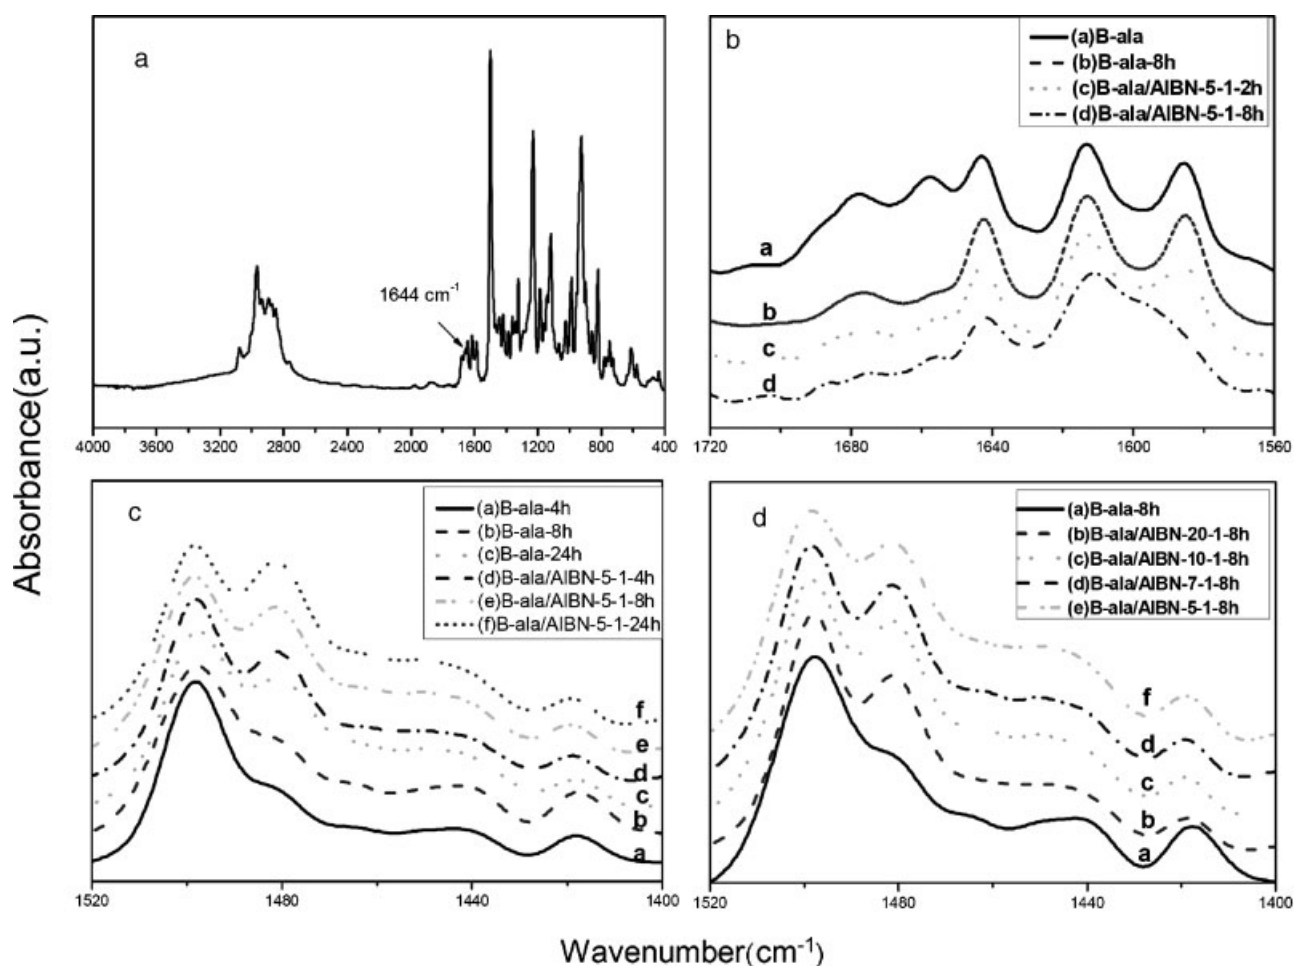 a
1644 cm-1
4000 3600 3200 2800 2400 2000 1600 1200 800 400
b
(a)B-ala
(b)B-ala-8h
(c)B-ala/AIBN-5-1-2h
(d)B-ala/AIBN-5-1-8h
a
b
c
d
1720 1680 1640 1600 1560
Absorbance(a.u.)
c
(a)B-ala-4h
(b)B-ala-8h
(c)B-ala-24h
(d)B-ala/AIBN-5-1-4h
(e)B-ala/AIBN-5-1-8h
(f)B-ala/AIBN-5-1-24h
f
e
d
c
b
a
1520 1480 1440 1400
d
(a)B-ala-8h
(b)B-ala/AIBN-20-1-8h
(c)B-ala/AIBN-10-1-8h
(d)B-ala/AIBN-7-1-8h
(e)B-ala/AIBN-5-1-8h
f
d
c
b
a
1520 1480 1440 1400
Wavenumber(cm-1)